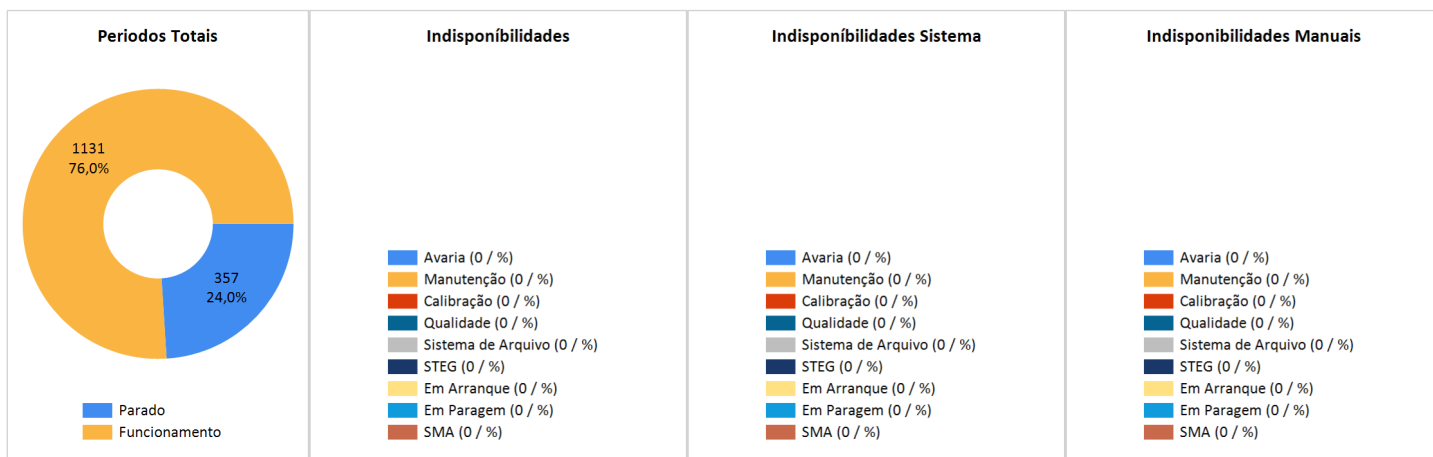 Periodos Totais
1131
76,0%
357
24,0%
Parado
Funcionamento
Indisponíbilidades
Avaria (0 / %)
Manutenção (0 / %)
Calibração (0 / %)
Qualidade (0 / %)
Sistema de Arquivo (0 / %)
STEG (0 / %)
Em Arranque (0 / %)
Em Paragem (0 / %)
SMA (0 / %)
Indisponíbilidades Sistema
Avaria (0 / %)
Manutenção (0 / %)
Calibração (0 / %)
Qualidade (0 / %)
Sistema de Arquivo (0 / %)
STEG (0 / %)
Em Arranque (0 / %)
Em Paragem (0 / %)
SMA (0 / %)
Indisponibilidades Manuais
Avaria (0 / %)
Manutenção (0 / %)
Calibração (0 / %)
Qualidade (0 / %)
Sistema de Arquivo (0 / %)
STEG (0 / %)
Em Arranque (0 / %)
Em Paragem (0 / %)
SMA (0 / %)